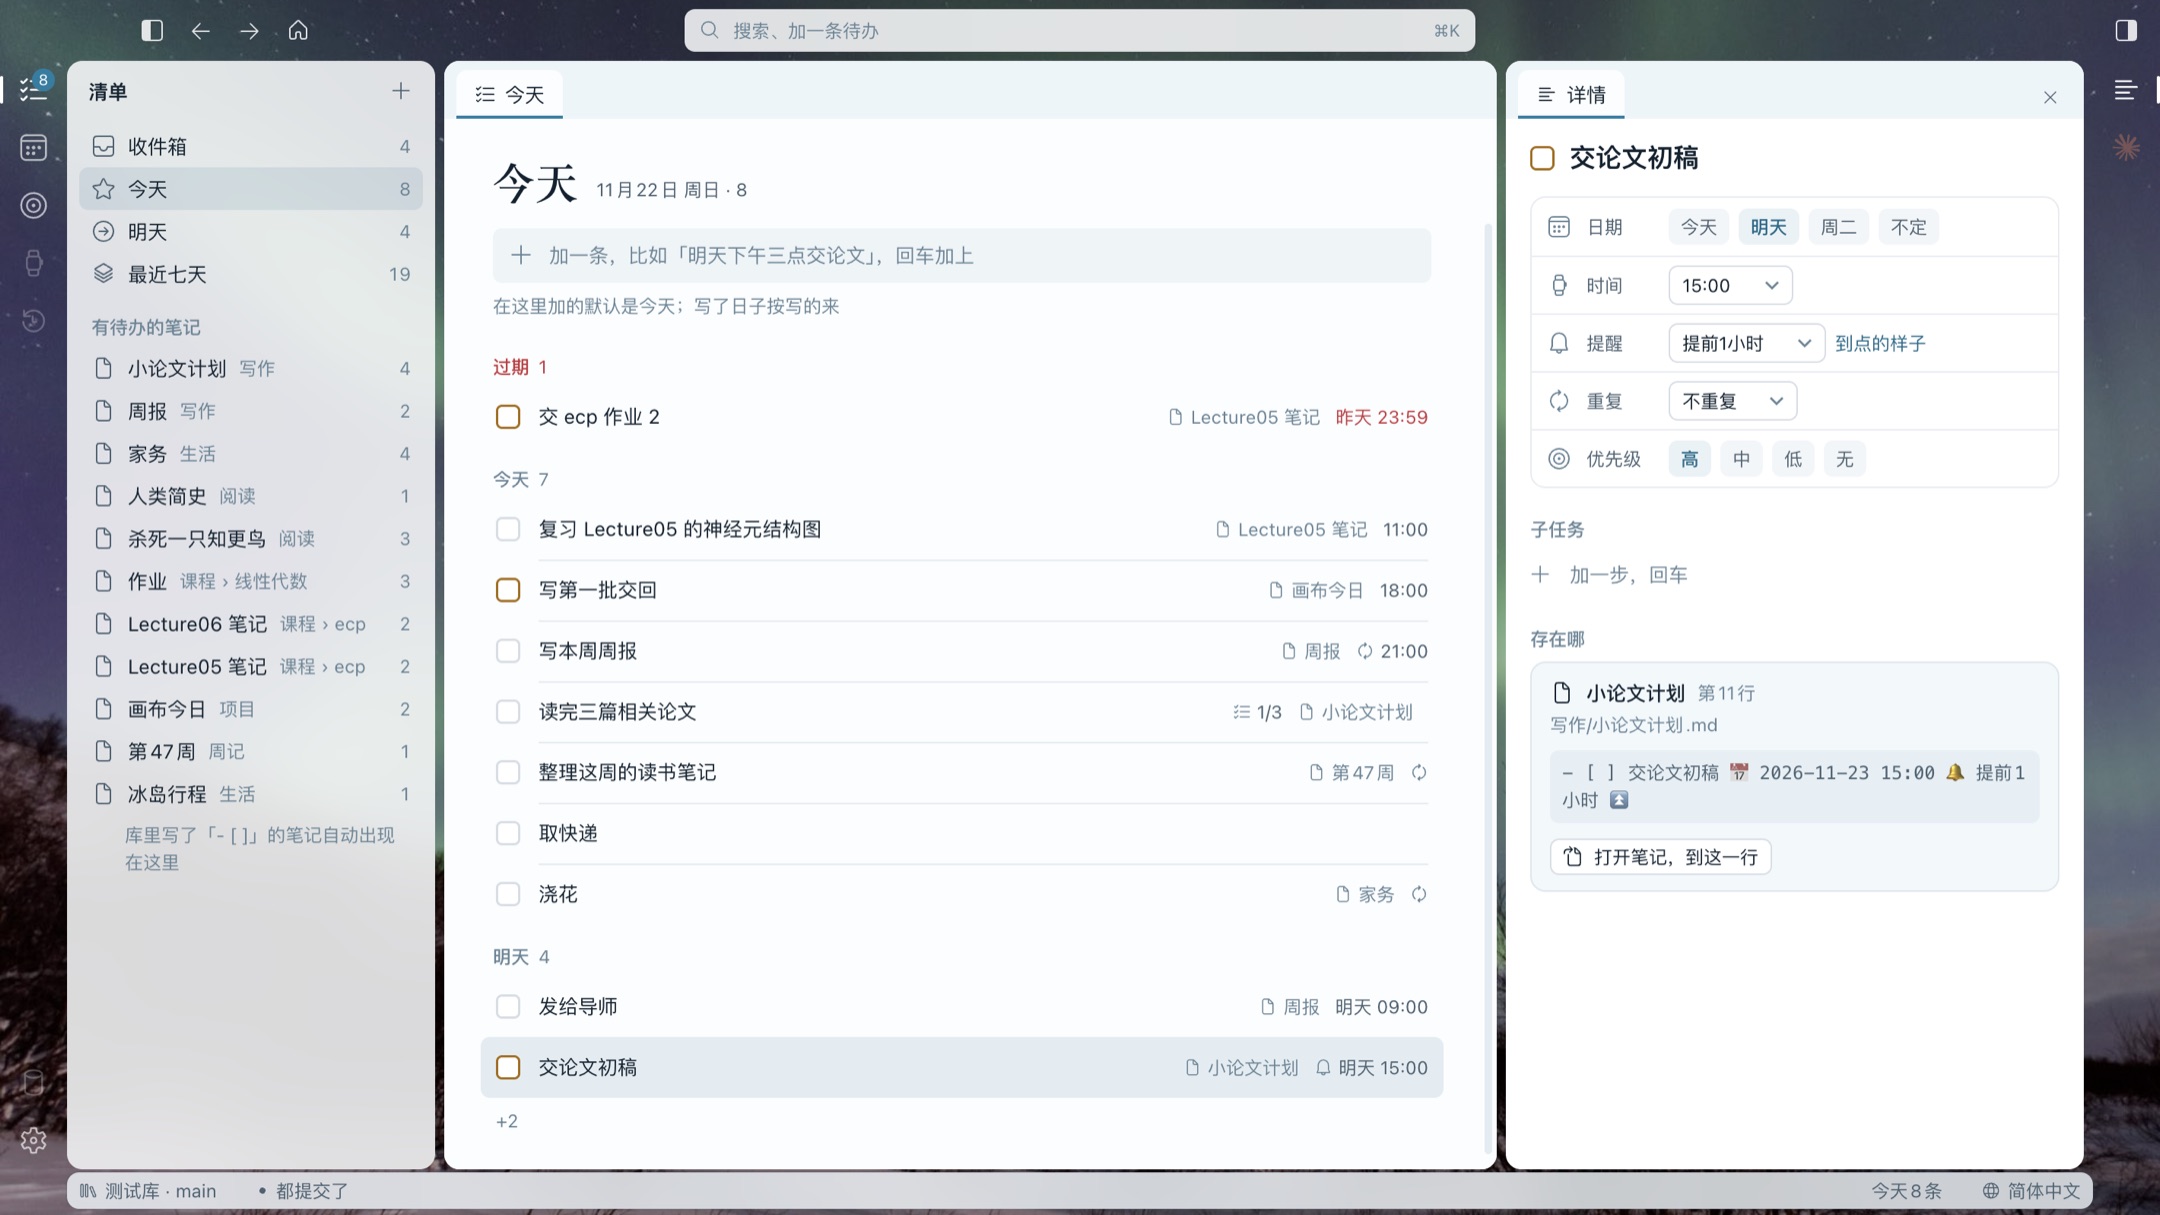 搜索、加一条待办
⌘K
8
清单
收件箱 4
今天 8
明天 4
最近七天 19
有待办的笔记
小论文计划 写作 4
周报 写作 2
家务 生活 4
人类简史 阅读 1
杀死一只知更鸟 阅读 3
作业 课程 › 线性代数 3
Lecture06 笔记 课程 › ecp 2
Lecture05 笔记 课程 › ecp 2
画布今日 项目 2
第47周 周记 1
冰岛行程 生活 1
库里写了「- [ ]」的笔记自动出现
在这里
今天
今天 11月22日 周日 · 8
加一条，比如「明天下午三点交论文」，回车加上
在这里加的默认是今天；写了日子按写的来
过期 1
交 ecp 作业 2 Lecture05 笔记 昨天 23:59
今天 7
复习 Lecture05 的神经元结构图 Lecture05 笔记 11:00
写第一批交回 画布今日 18:00
写本周周报 周报 21:00
读完三篇相关论文 1/3 小论文计划
整理这周的读书笔记 第47周
取快递
浇花 家务
明天 4
发给导师 周报 明天 09:00
交论文初稿 小论文计划 明天 15:00
+2
详情
交论文初稿
日期 今天 明天 周二 不定
时间 15:00
提醒 提前1小时 到点的样子
重复 不重复
优先级 高 中 低 无
子任务
加一步，回车
存在哪
小论文计划 第11行
写作/小论文计划.md
- [ ] 交论文初稿 📅 2026-11-23 15:00 🔔 提前1
小时 ⏫
打开笔记，到这一行
测试库 · main • 都提交了
今天8条 简体中文